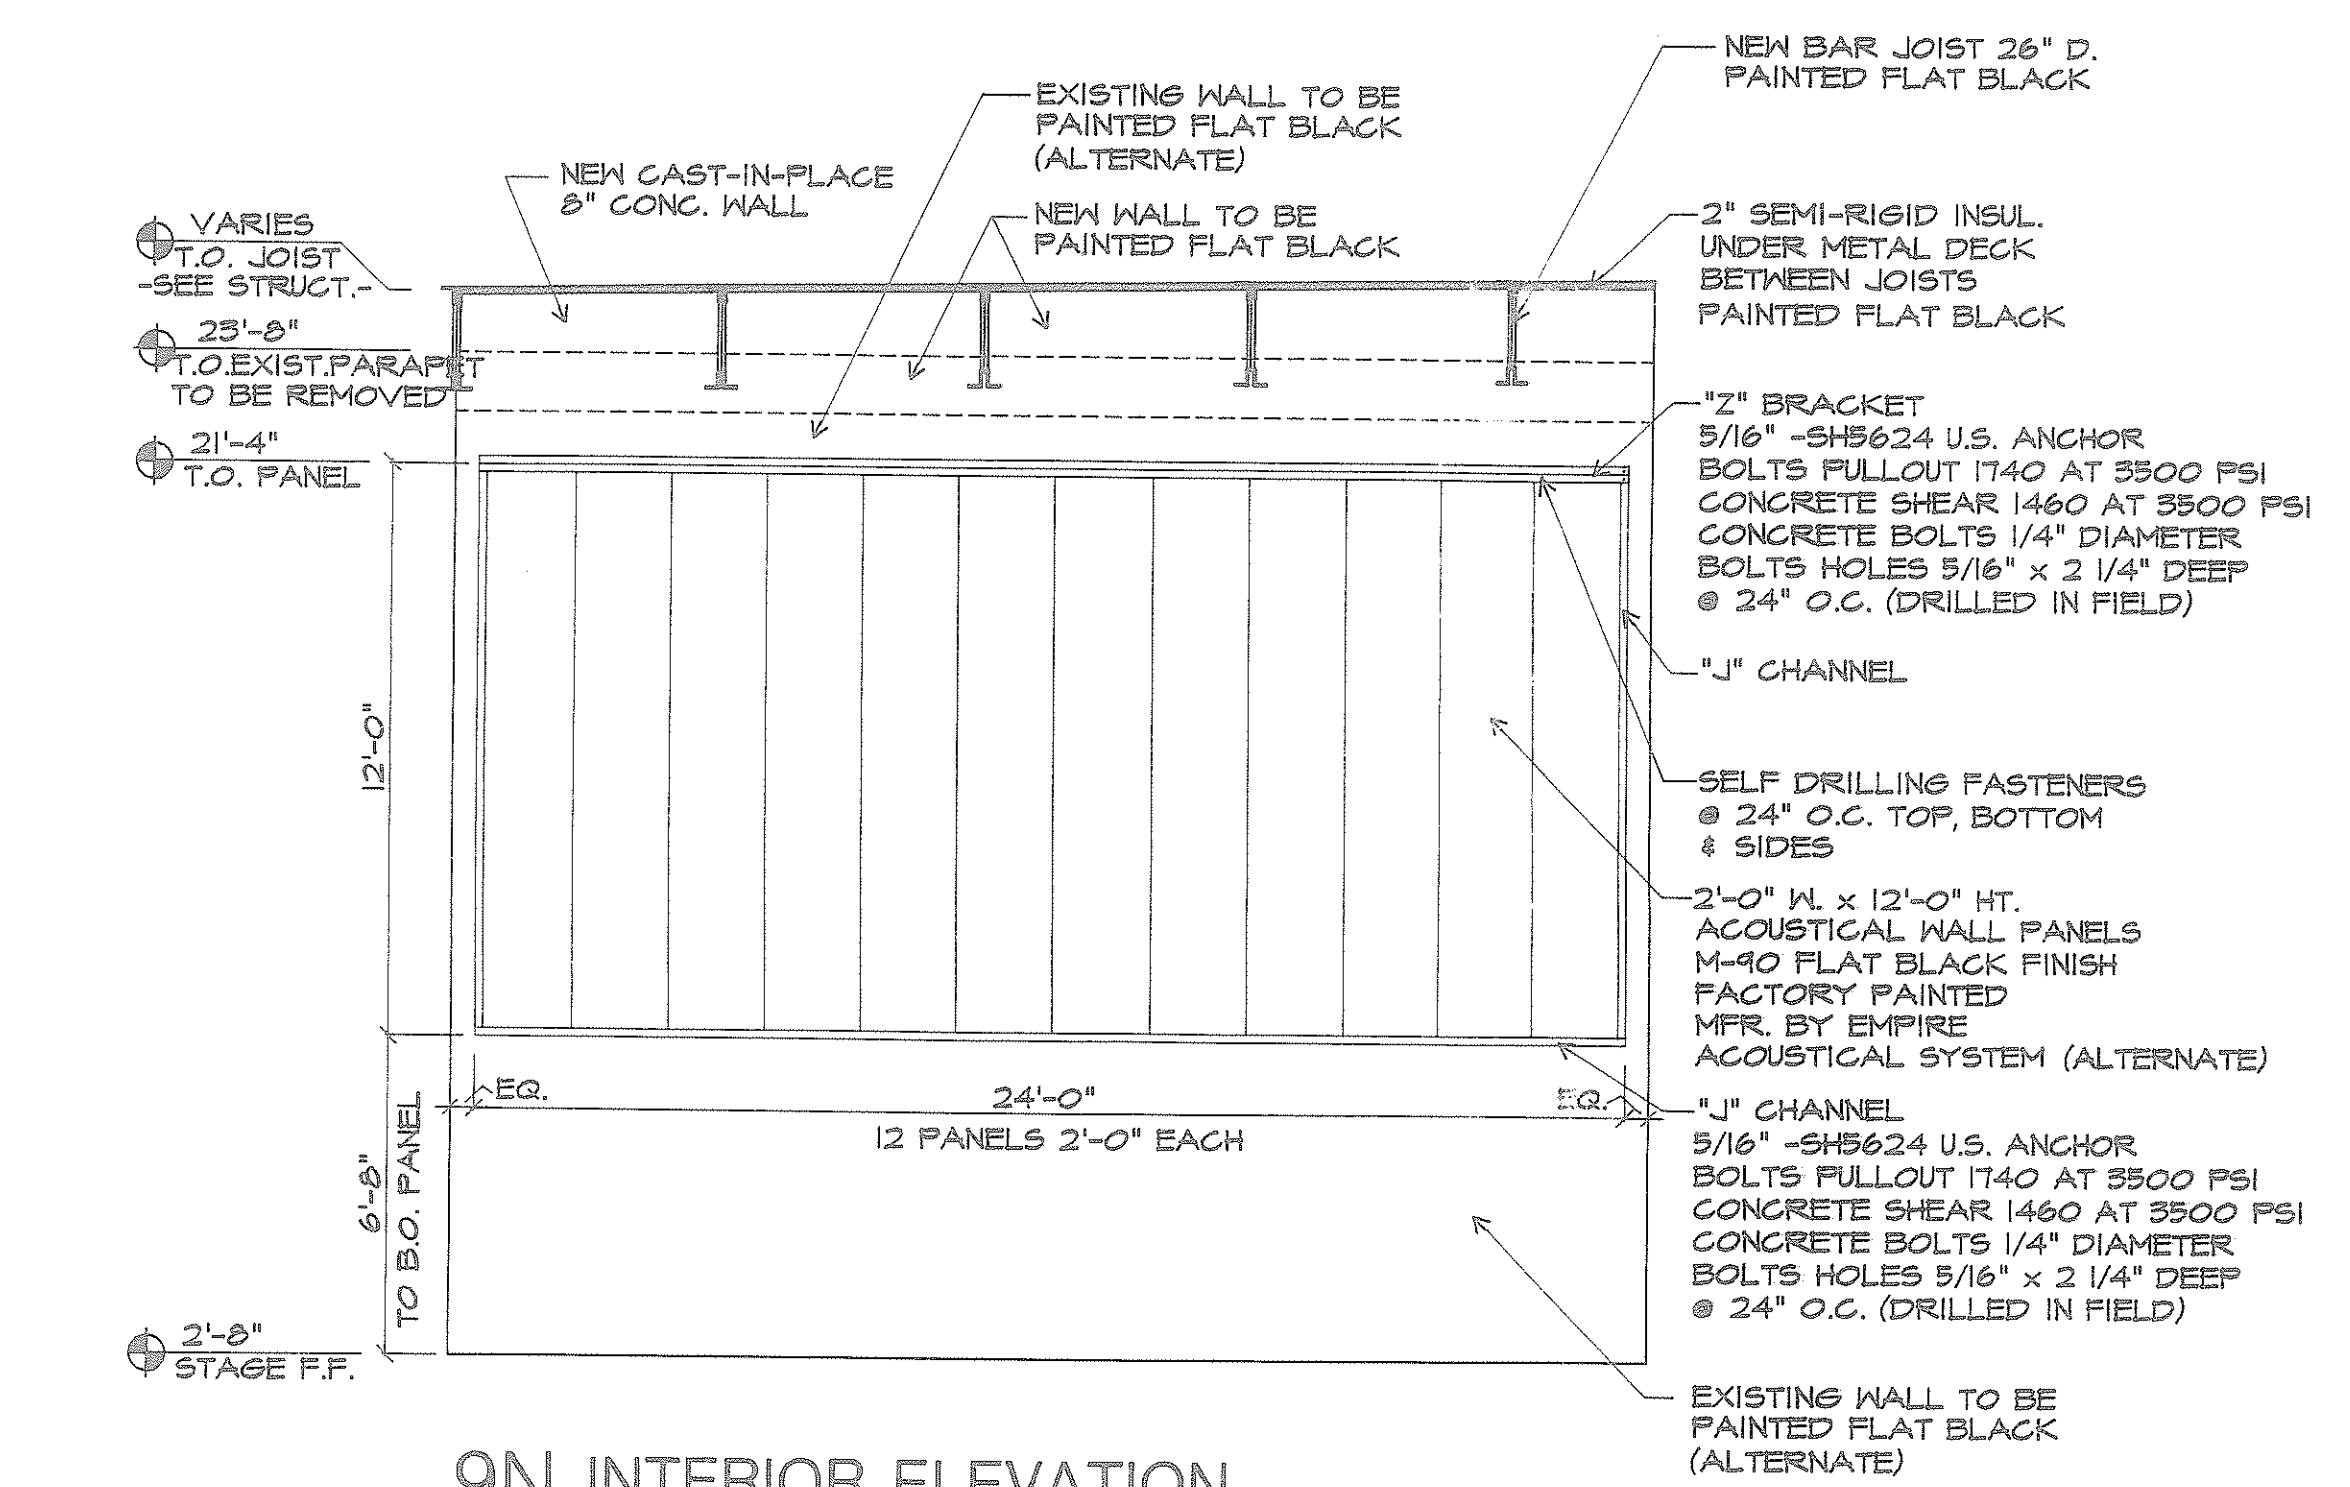 NEW BAR JOIST 26" D.
PAINTED FLAT BLACK
EXISTING WALL TO BE
PAINTED FLAT BLACK
(ALTERNATE)
NEW CAST-IN-PLACE
8" CONC. WALL
NEW WALL TO BE
PAINTED FLAT BLACK
VARIES
T.O. JOIST
-SEE STRUCT.-
23'-8"
T.O.EXIST.PARAPET
TO BE REMOVED
21'-4"
T.O. PANEL
2" SEMI-RIGID INSUL.
UNDER METAL DECK
BETWEEN JOISTS
PAINTED FLAT BLACK
"Z" BRACKET
5/16" -SH5624 U.S. ANCHOR
BOLTS PULLOUT 1740 AT 3500 PSI
CONCRETE SHEAR 1460 AT 3500 PSI
CONCRETE BOLTS 1/4" DIAMETER
BOLTS HOLES 5/16" x 2 1/4" DEEP
@ 24" O.C. (DRILLED IN FIELD)
"J" CHANNEL
12'-0"
SELF DRILLING FASTENERS
@ 24" O.C. TOP, BOTTOM
& SIDES
2'-0" W. x 12'-0" HT.
ACOUSTICAL WALL PANELS
M-90 FLAT BLACK FINISH
FACTORY PAINTED
MFR. BY EMPIRE
ACOUSTICAL SYSTEM (ALTERNATE)
EQ.
24'-0"
EQ.
12 PANELS 2'-0" EACH
6'-8"
TO B.O. PANEL
"J" CHANNEL
5/16" -SH5624 U.S. ANCHOR
BOLTS PULLOUT 1740 AT 3500 PSI
CONCRETE SHEAR 1460 AT 3500 PSI
CONCRETE BOLTS 1/4" DIAMETER
BOLTS HOLES 5/16" x 2 1/4" DEEP
@ 24" O.C. (DRILLED IN FIELD)
2'-8"
STAGE F.F.
EXISTING WALL TO BE
PAINTED FLAT BLACK
(ALTERNATE)
9N INTERIOR ELEVATION